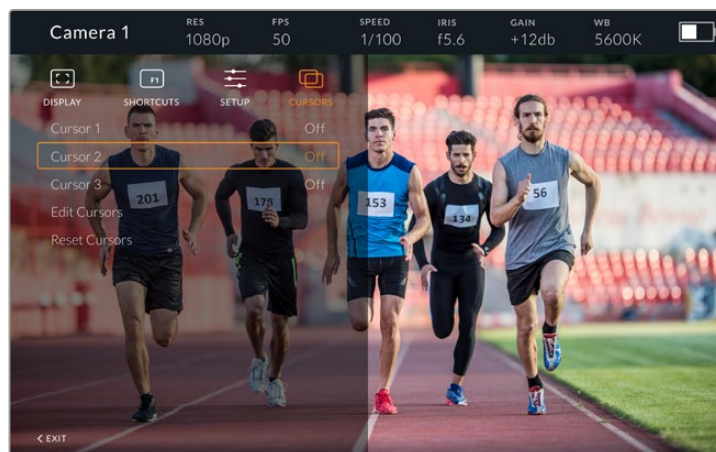 Camera 1
RES
1080p
FPS
50
SPEED
1/100
IRIS
f5.6
GAIN
+12db
WB
5600K
F1
DISPLAY
SHORTCUTS
SETUP
CURSORS
Cursor 1 Off
Cursor 2 Off
Cursor 3 Off
Edit Cursors
Reset Cursors
201
178
153
134
56
< EXIT